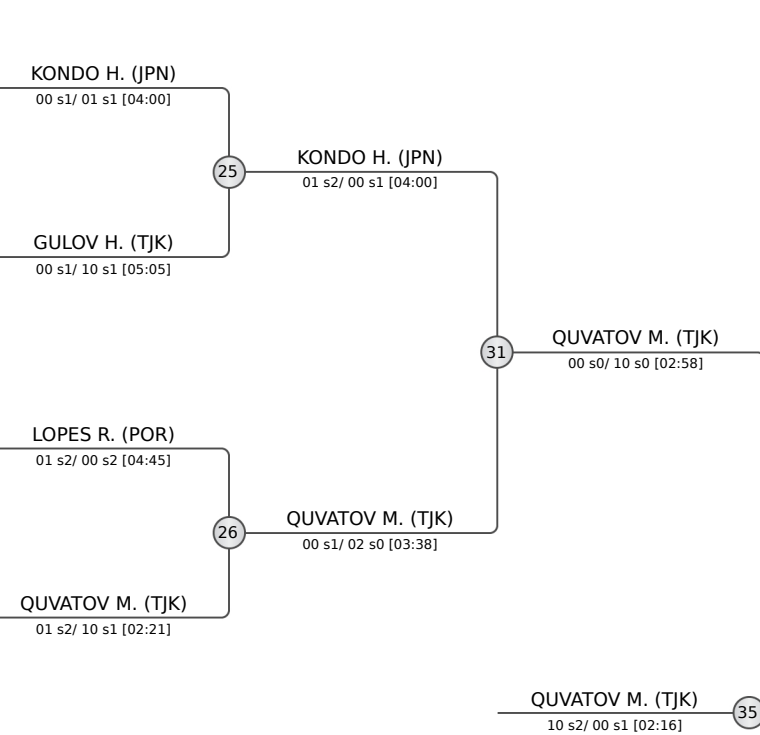 KONDO H. (JPN)
00 s1/ 01 s1 [04:00]
25
KONDO H. (JPN)
01 s2/ 00 s1 [04:00]
GULOV H. (TJK)
00 s1/ 10 s1 [05:05]
31
QUVATOV M. (TJK)
00 s0/ 10 s0 [02:58]
LOPES R. (POR)
01 s2/ 00 s2 [04:45]
26
QUVATOV M. (TJK)
00 s1/ 02 s0 [03:38]
QUVATOV M. (TJK)
01 s2/ 10 s1 [02:21]
QUVATOV M. (TJK)
10 s2/ 00 s1 [02:16]
35